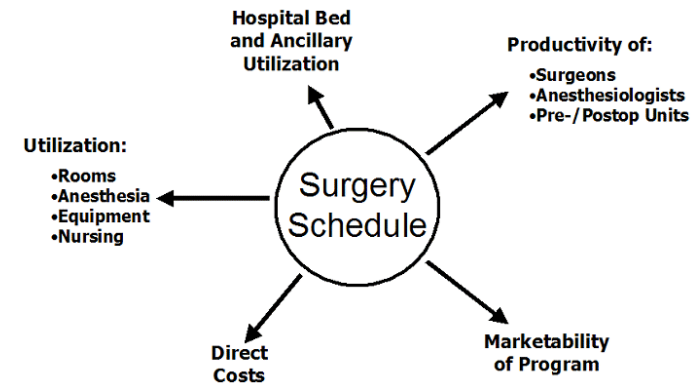 Hospital Bed
and Ancillary
Utilization
Productivity of:
•Surgeons
•Anesthesiologists
•Pre-/Postop Units
Utilization:
•Rooms
•Anesthesia
•Equipment
•Nursing
Surgery
Schedule
Direct
Costs
Marketability
of Program